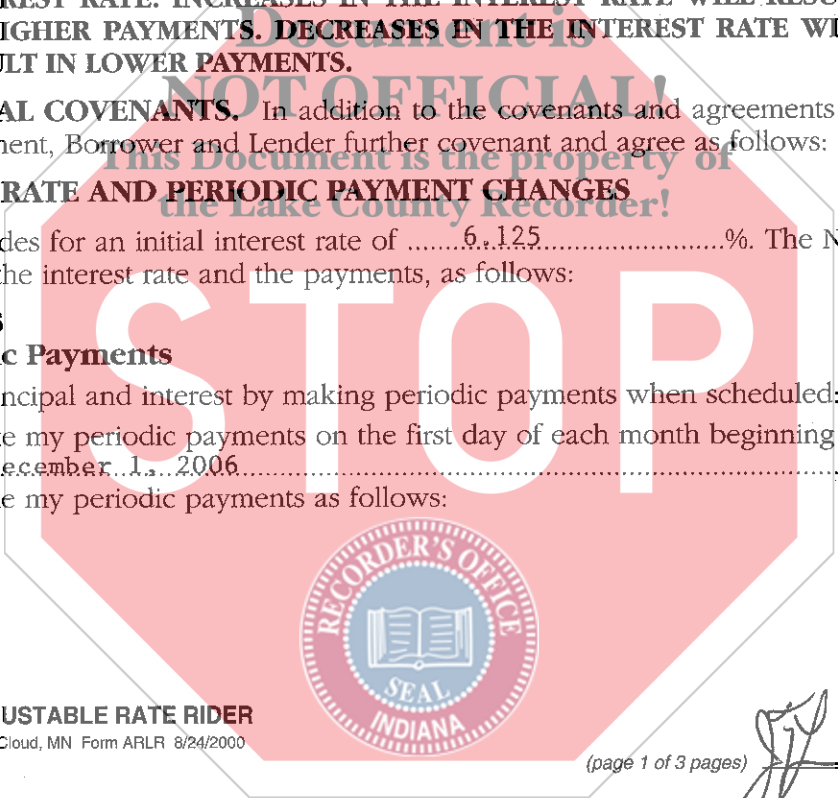 REST RATE. INCREASES IN THE INTEREST RATE WILL RESU
IGHER PAYMENTS. DECREASES IN THE INTEREST RATE WI
ULT IN LOWER PAYMENTS.
Document is
NOT OFFICIAL!
This Document is the property of
the Lake County Recorder!
AL COVENANTS. In addition to the covenants and agreements
nent, Borrower and Lender further covenant and agree as follows:
RATE AND PERIODIC PAYMENT CHANGES
des for an initial interest rate of .......6.125..............................%. The N
the interest rate and the payments, as follows:
c Payments
ncipal and interest by making periodic payments when scheduled:
e my periodic payments on the first day of each month beginning
ecember 1, 2006
e my periodic payments as follows:
STOP
RECORDER'S OFFICE
SEAL
INDIANA
USTABLE RATE RIDER
Cloud, MN Form ARLR 8/24/2000
(page 1 of 3 pages)